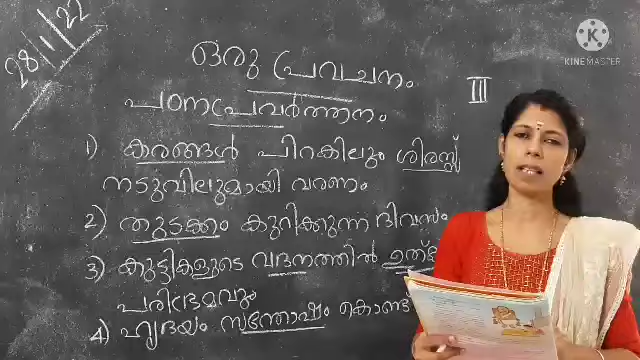 28/1/22
ഒരു പ്രവചനം
III
പഠനപ്രവർത്തനം
1) കരങ്ങൾ പിറകിലും ശിരസ്സ്
നടുവിലുമായി വരണം
2) തുടക്കം കുറിക്കുന്ന ദിവസം
3) കുട്ടികളുടെ വദനത്തിൽ
പരിഭ്രമവും
4) ഹൃദയം സന്തോഷം
K
KINEMASTER